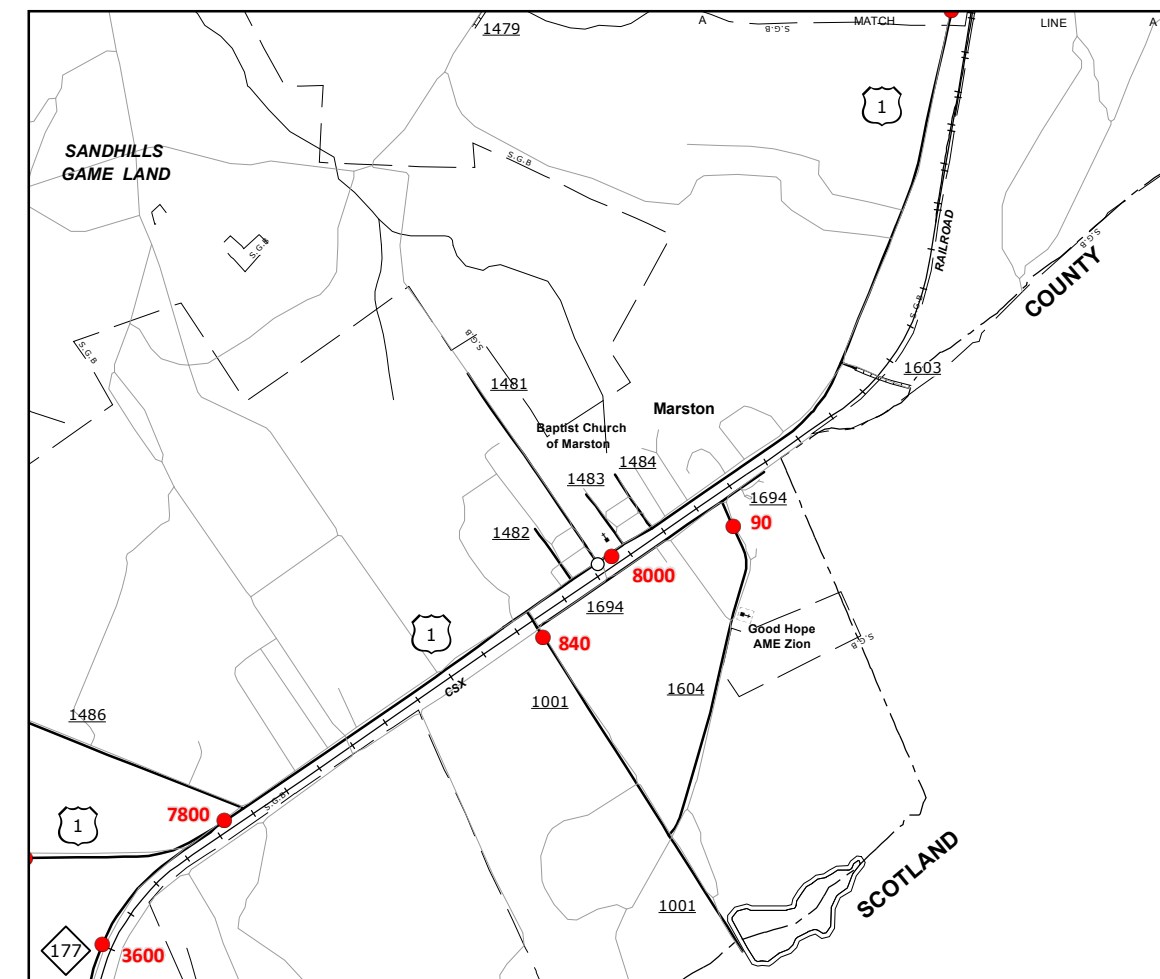 A
MATCH
LINE
A
1479
S.G.B
1
SANDHILLS
GAME LAND
S.G.B
S.G.B
RAILROAD
S.G.B
COUNTY
S.G.B
S.G.B
S.G.B
1603
1481
Marston
Baptist Church
of Marston
1484
1483
1694
90
1482
8000
1694
1
840
Good Hope
AME Zion
S.G.B
CSX
1604
1001
1486
S.G.B
7800
1
SCOTLAND
1001
177
3600